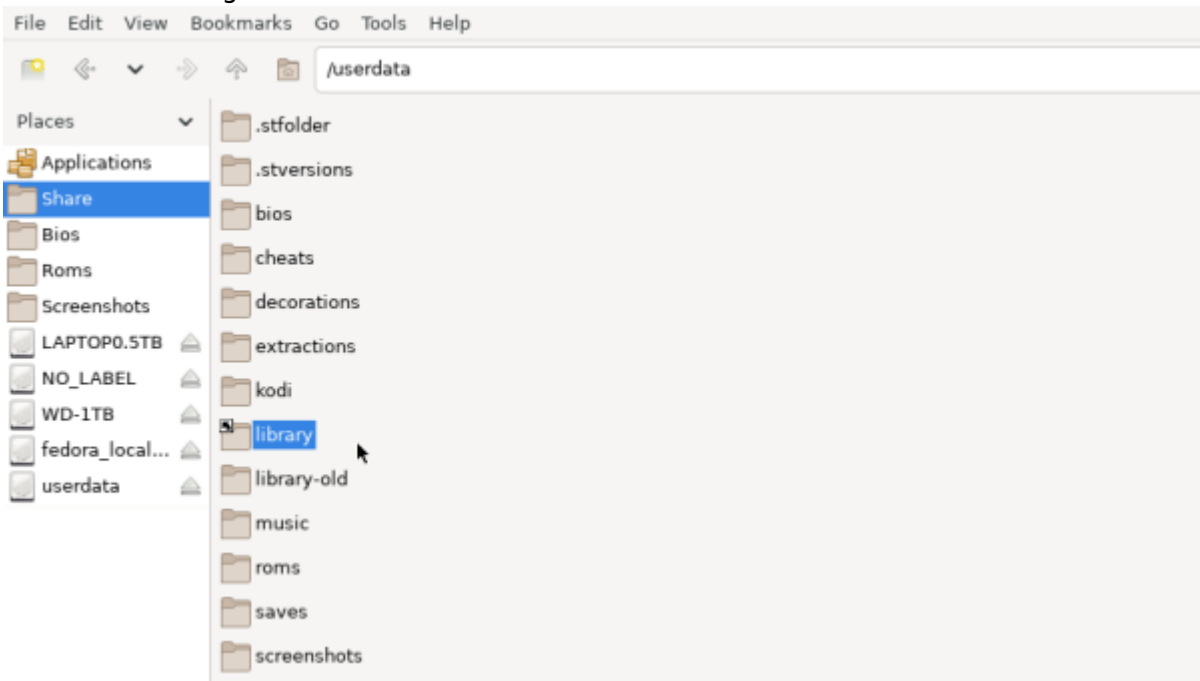 File Edit View Bookmarks Go Tools Help
/userdata
Places
Applications
Share
Bios
Roms
Screenshots
LAPTOP0.5TB
NO_LABEL
WD-1TB
fedora_local...
userdata
.stfolder
.stversions
bios
cheats
decorations
extractions
kodi
library
library-old
music
roms
saves
screenshots